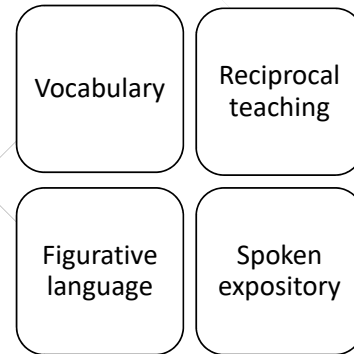 Vocabulary
Reciprocal
teaching
Figurative
language
Spoken
expository